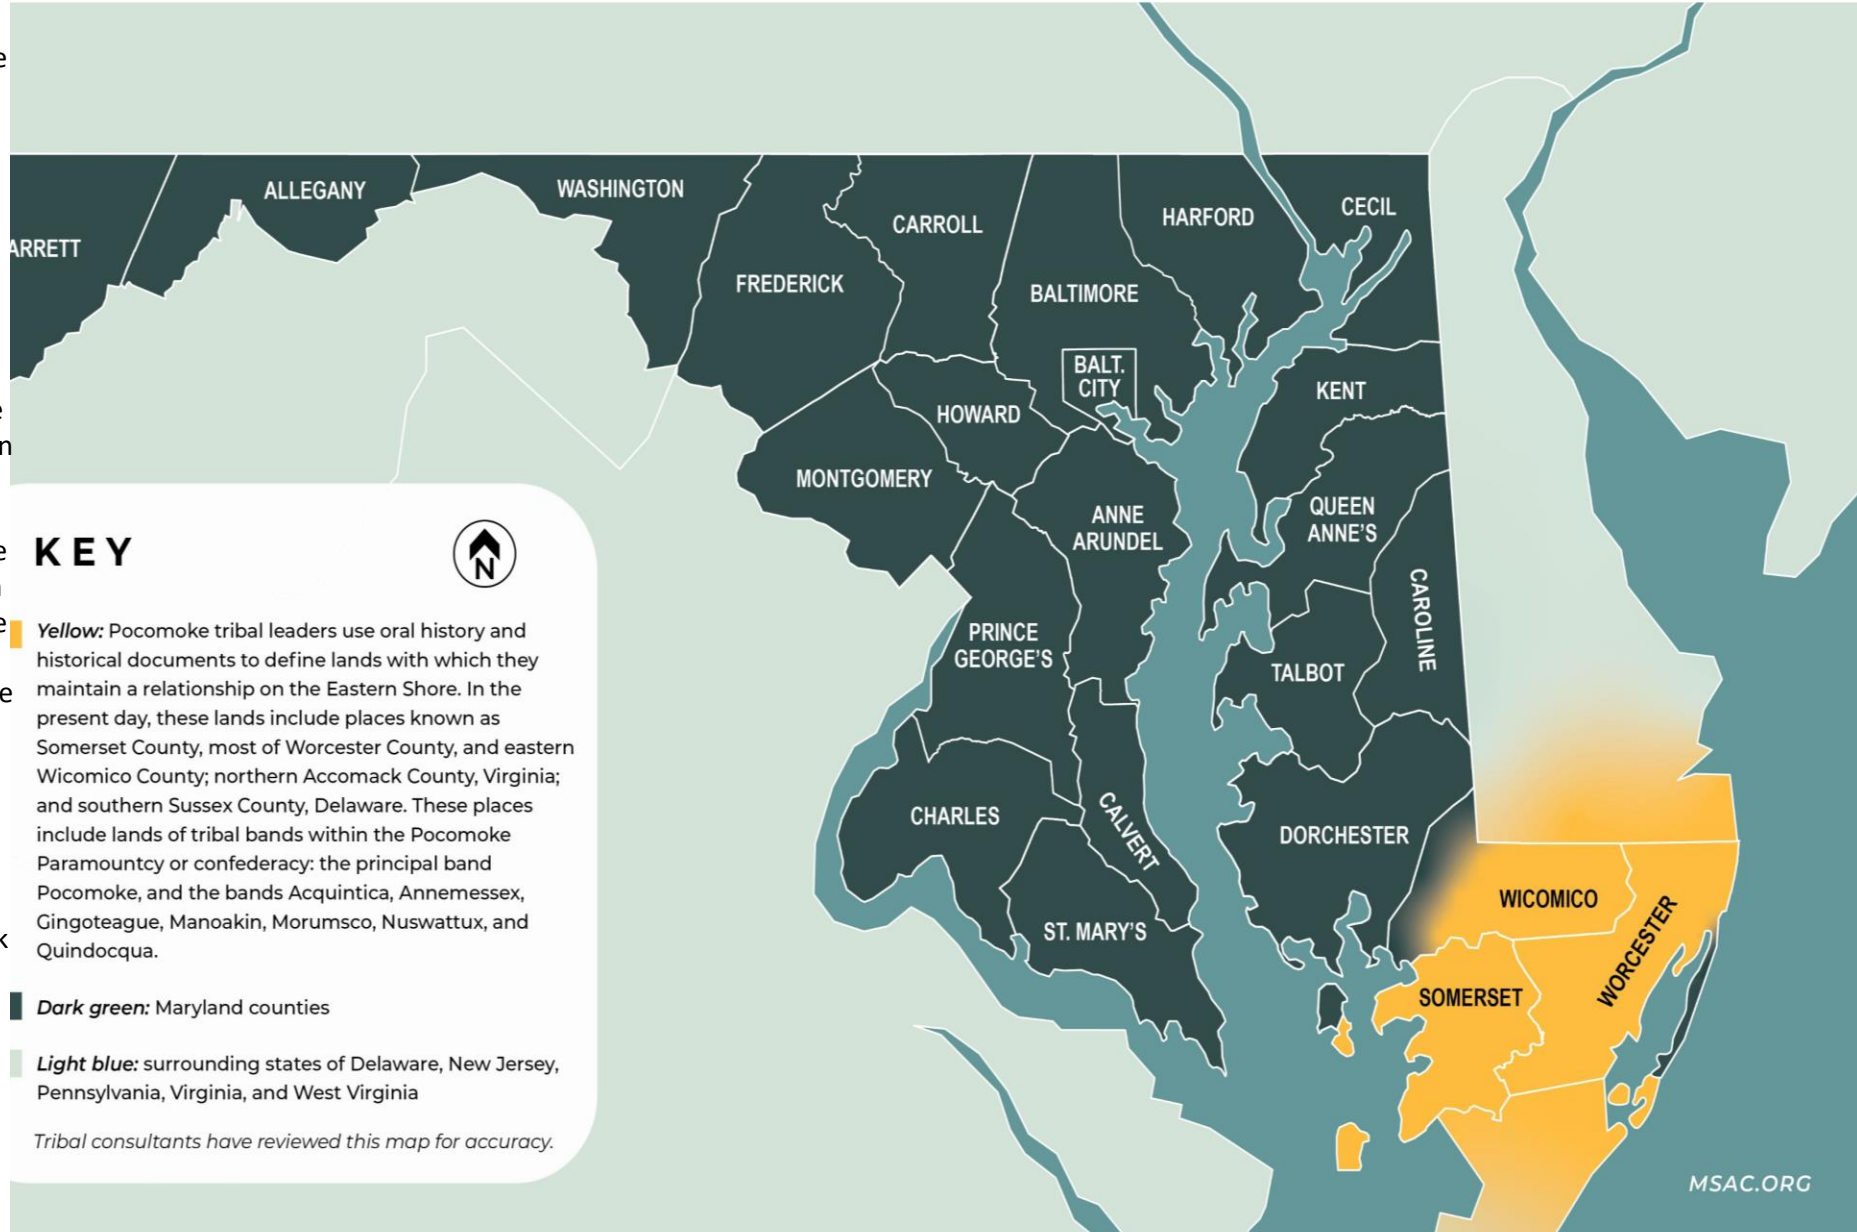 ALLEGANY
WASHINGTON
CARROLL
HARFORD
CECIL
ARRETT
FREDERICK
BALTIMORE
BALT.
CITY
KENT
HOWARD
MONTGOMERY
ANNE
ARUNDEL
QUEEN
ANNE'S
CAROLINE
PRINCE
GEORGE'S
TALBOT
CHARLES
CALVERT
DORCHESTER
ST. MARY'S
WICOMICO
WORCESTER
SOMERSET
KEY
N
Yellow: Pocomoke tribal leaders use oral history and
historical documents to define lands with which they
maintain a relationship on the Eastern Shore. In the
present day, these lands include places known as
Somerset County, most of Worcester County, and eastern
Wicomico County; northern Accomack County, Virginia;
and southern Sussex County, Delaware. These places
include lands of tribal bands within the Pocomoke
Paramountcy or confederacy: the principal band
Pocomoke, and the bands Acquintica, Annemessex,
Gingoteague, Manoakin, Morumsco, Nuswattux, and
Quindocqua.
Dark green: Maryland counties
Light blue: surrounding states of Delaware, New Jersey,
Pennsylvania, Virginia, and West Virginia
Tribal consultants have reviewed this map for accuracy.
MSAC.ORG